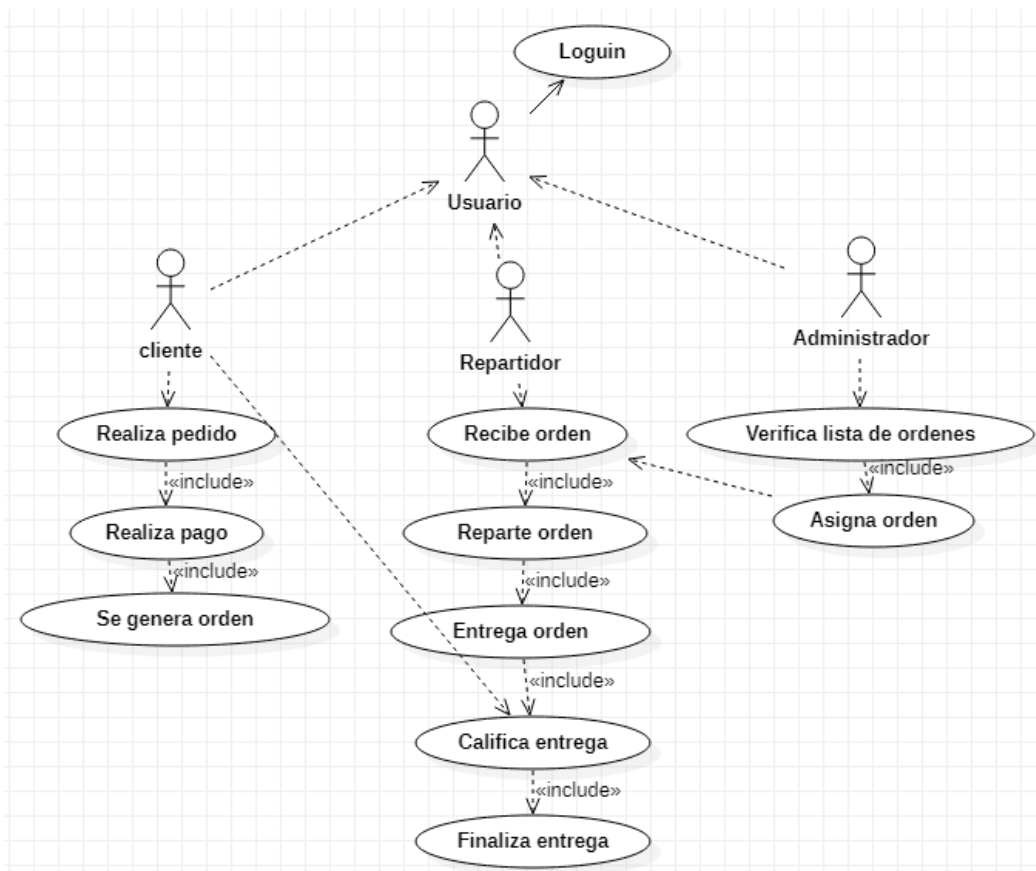 Loguin
Usuario
cliente
Repartidor
Administrador
Realiza pedido
Recibe orden
Verifica lista de ordenes
«include»
«include»
«include»
Realiza pago
Reparte orden
Asigna orden
«include»
«include»
Se genera orden
Entrega orden
«include»
Califica entrega
«include»
Finaliza entrega